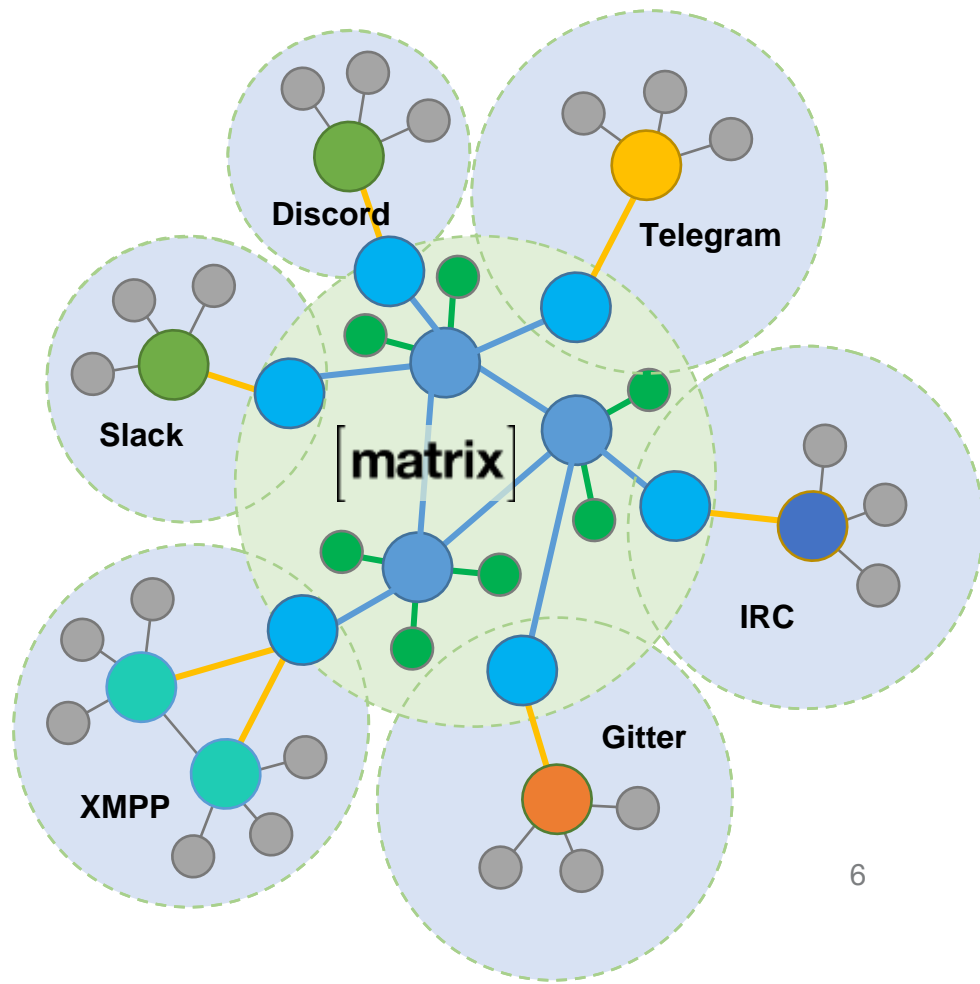 Discord
Telegram
Slack
[matrix]
IRC
Gitter
XMPP
6